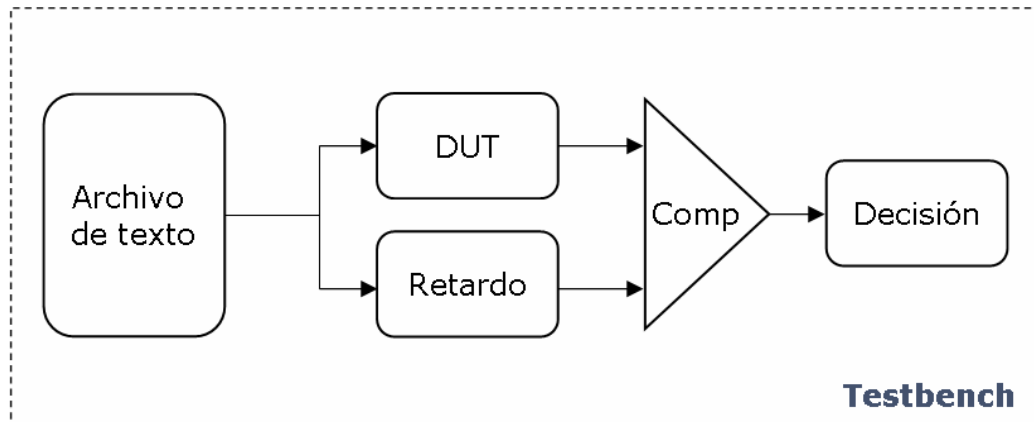 Archivo
de texto
DUT
Retardo
Comp
Decisión
Testbench